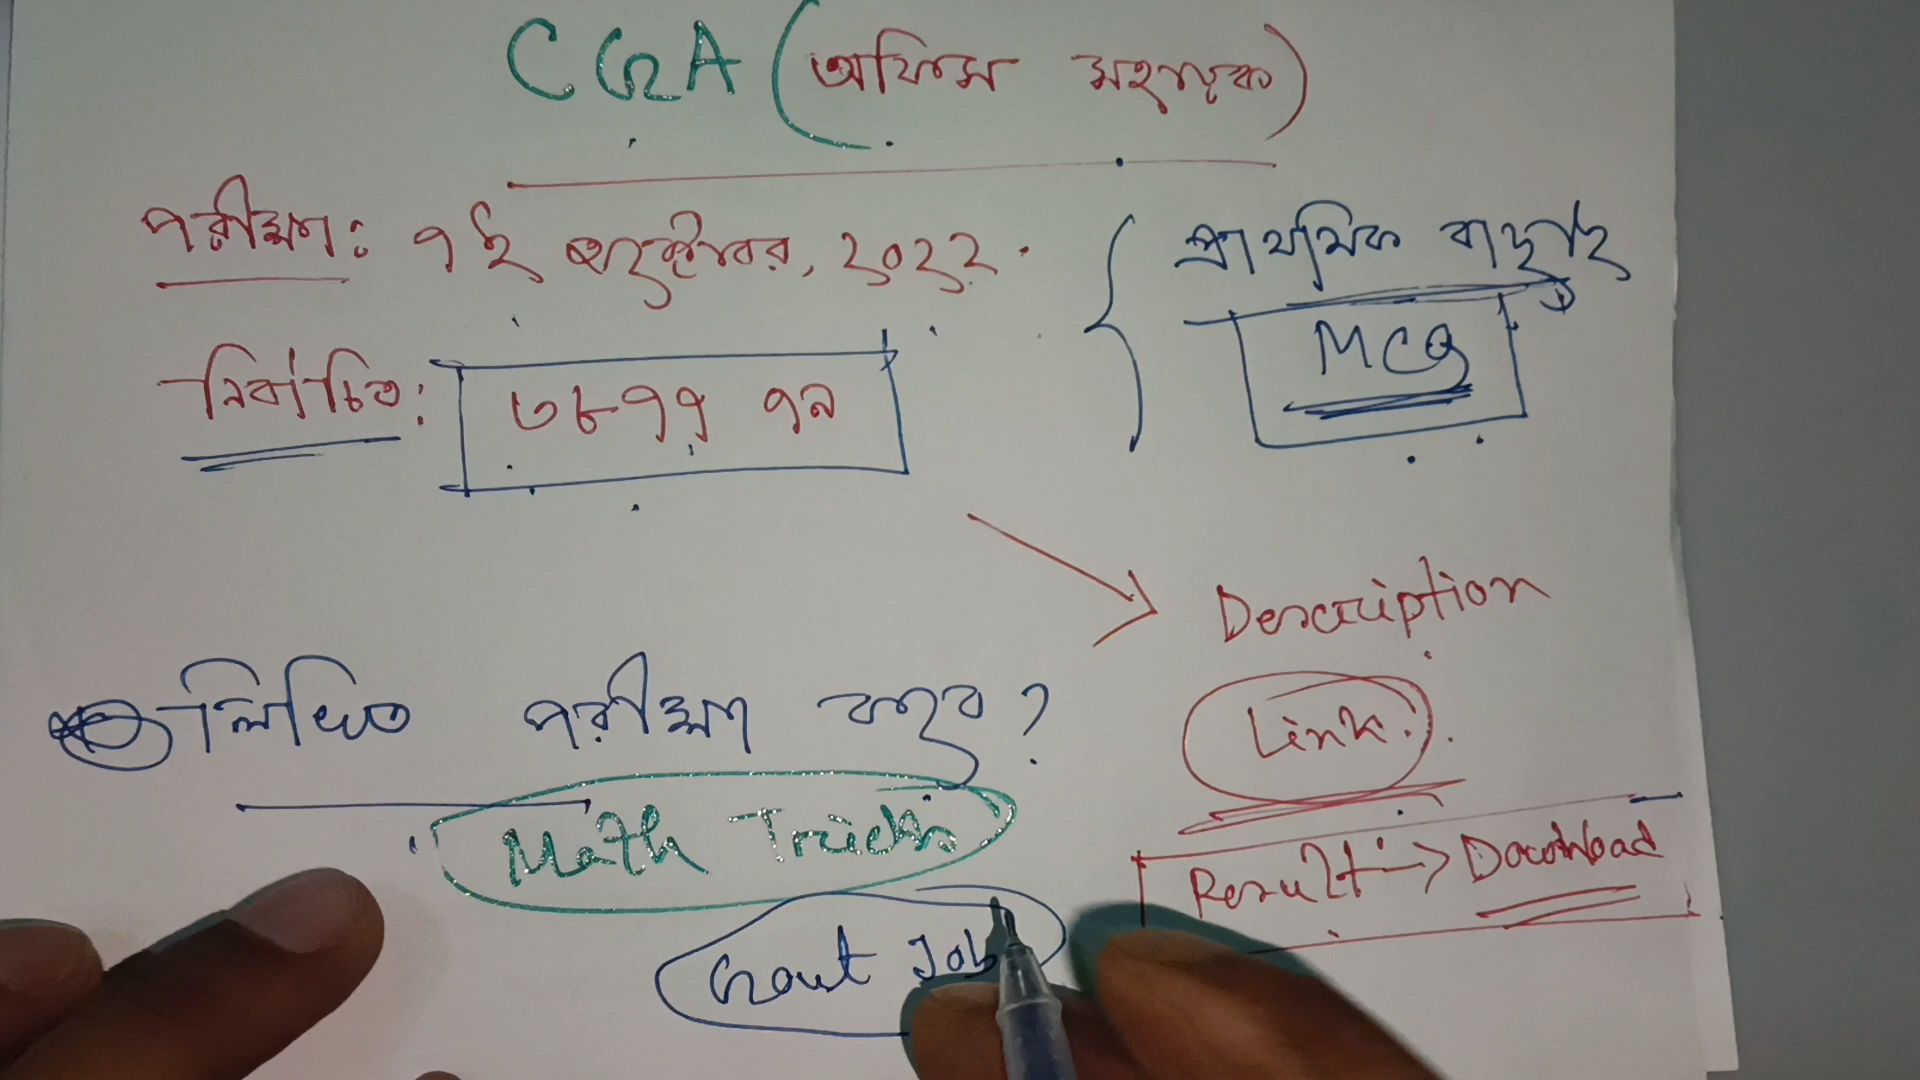 CGA (অফিস সহায়ক)
পরীক্ষা: ৭ই অক্টোবর, ২০২২
প্রাথমিক বাছাই
MCQ
নির্বাচিত: ৩৮৭৭ জন
Description
Link
লিখিত পরীক্ষা কবে?
Math Tricks
Result → Download
Govt Job